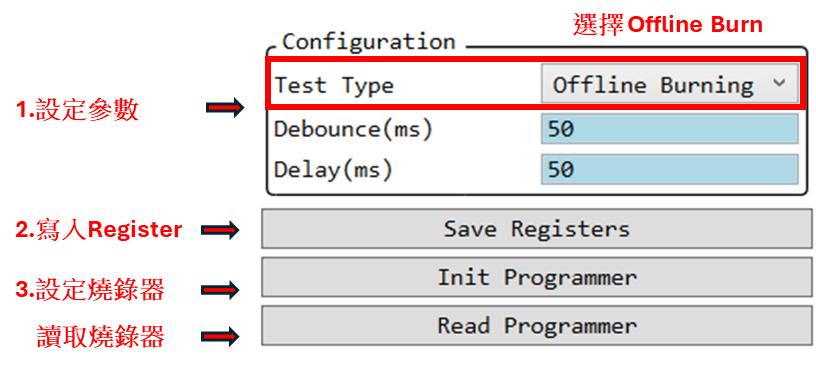 選擇Offline Burn
Configuration
1.設定參數
Test Type Offline Burning
Debounce(ms) 50
Delay(ms) 50
2.寫入Register Save Registers
3.設定燒錄器 Init Programmer
讀取燒錄器 Read Programmer